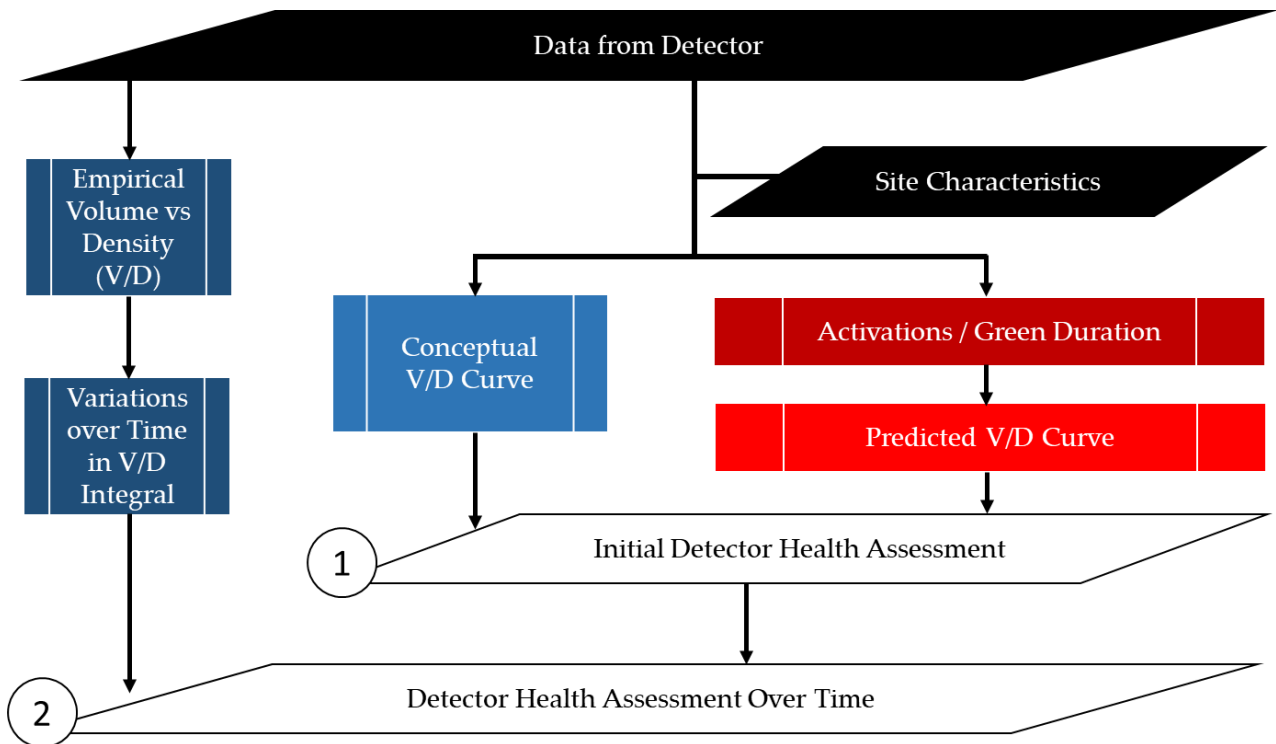 Data from Detector
Site Characteristics
Empirical
Volume vs
Density
(V/D)
Conceptual
V/D Curve
Activations / Green Duration
Predicted V/D Curve
Variations
over Time
in V/D
Integral
1
Initial Detector Health Assessment
2
Detector Health Assessment Over Time